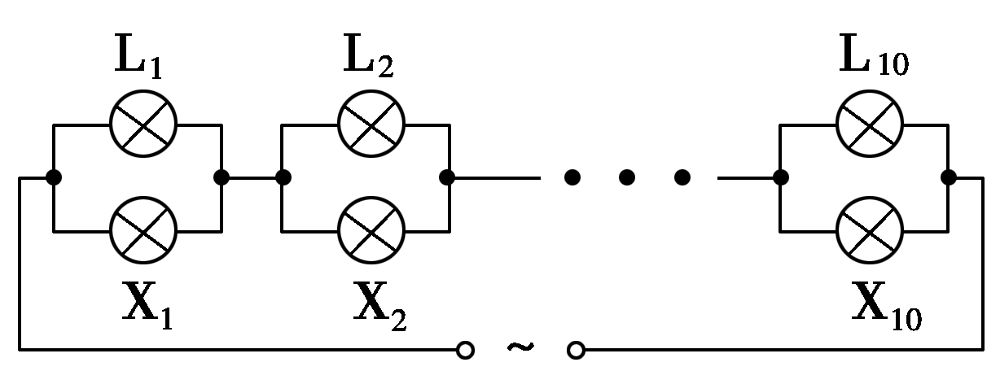 L₁ L₂ L₁₀
X₁ X₂ X₁₀
~